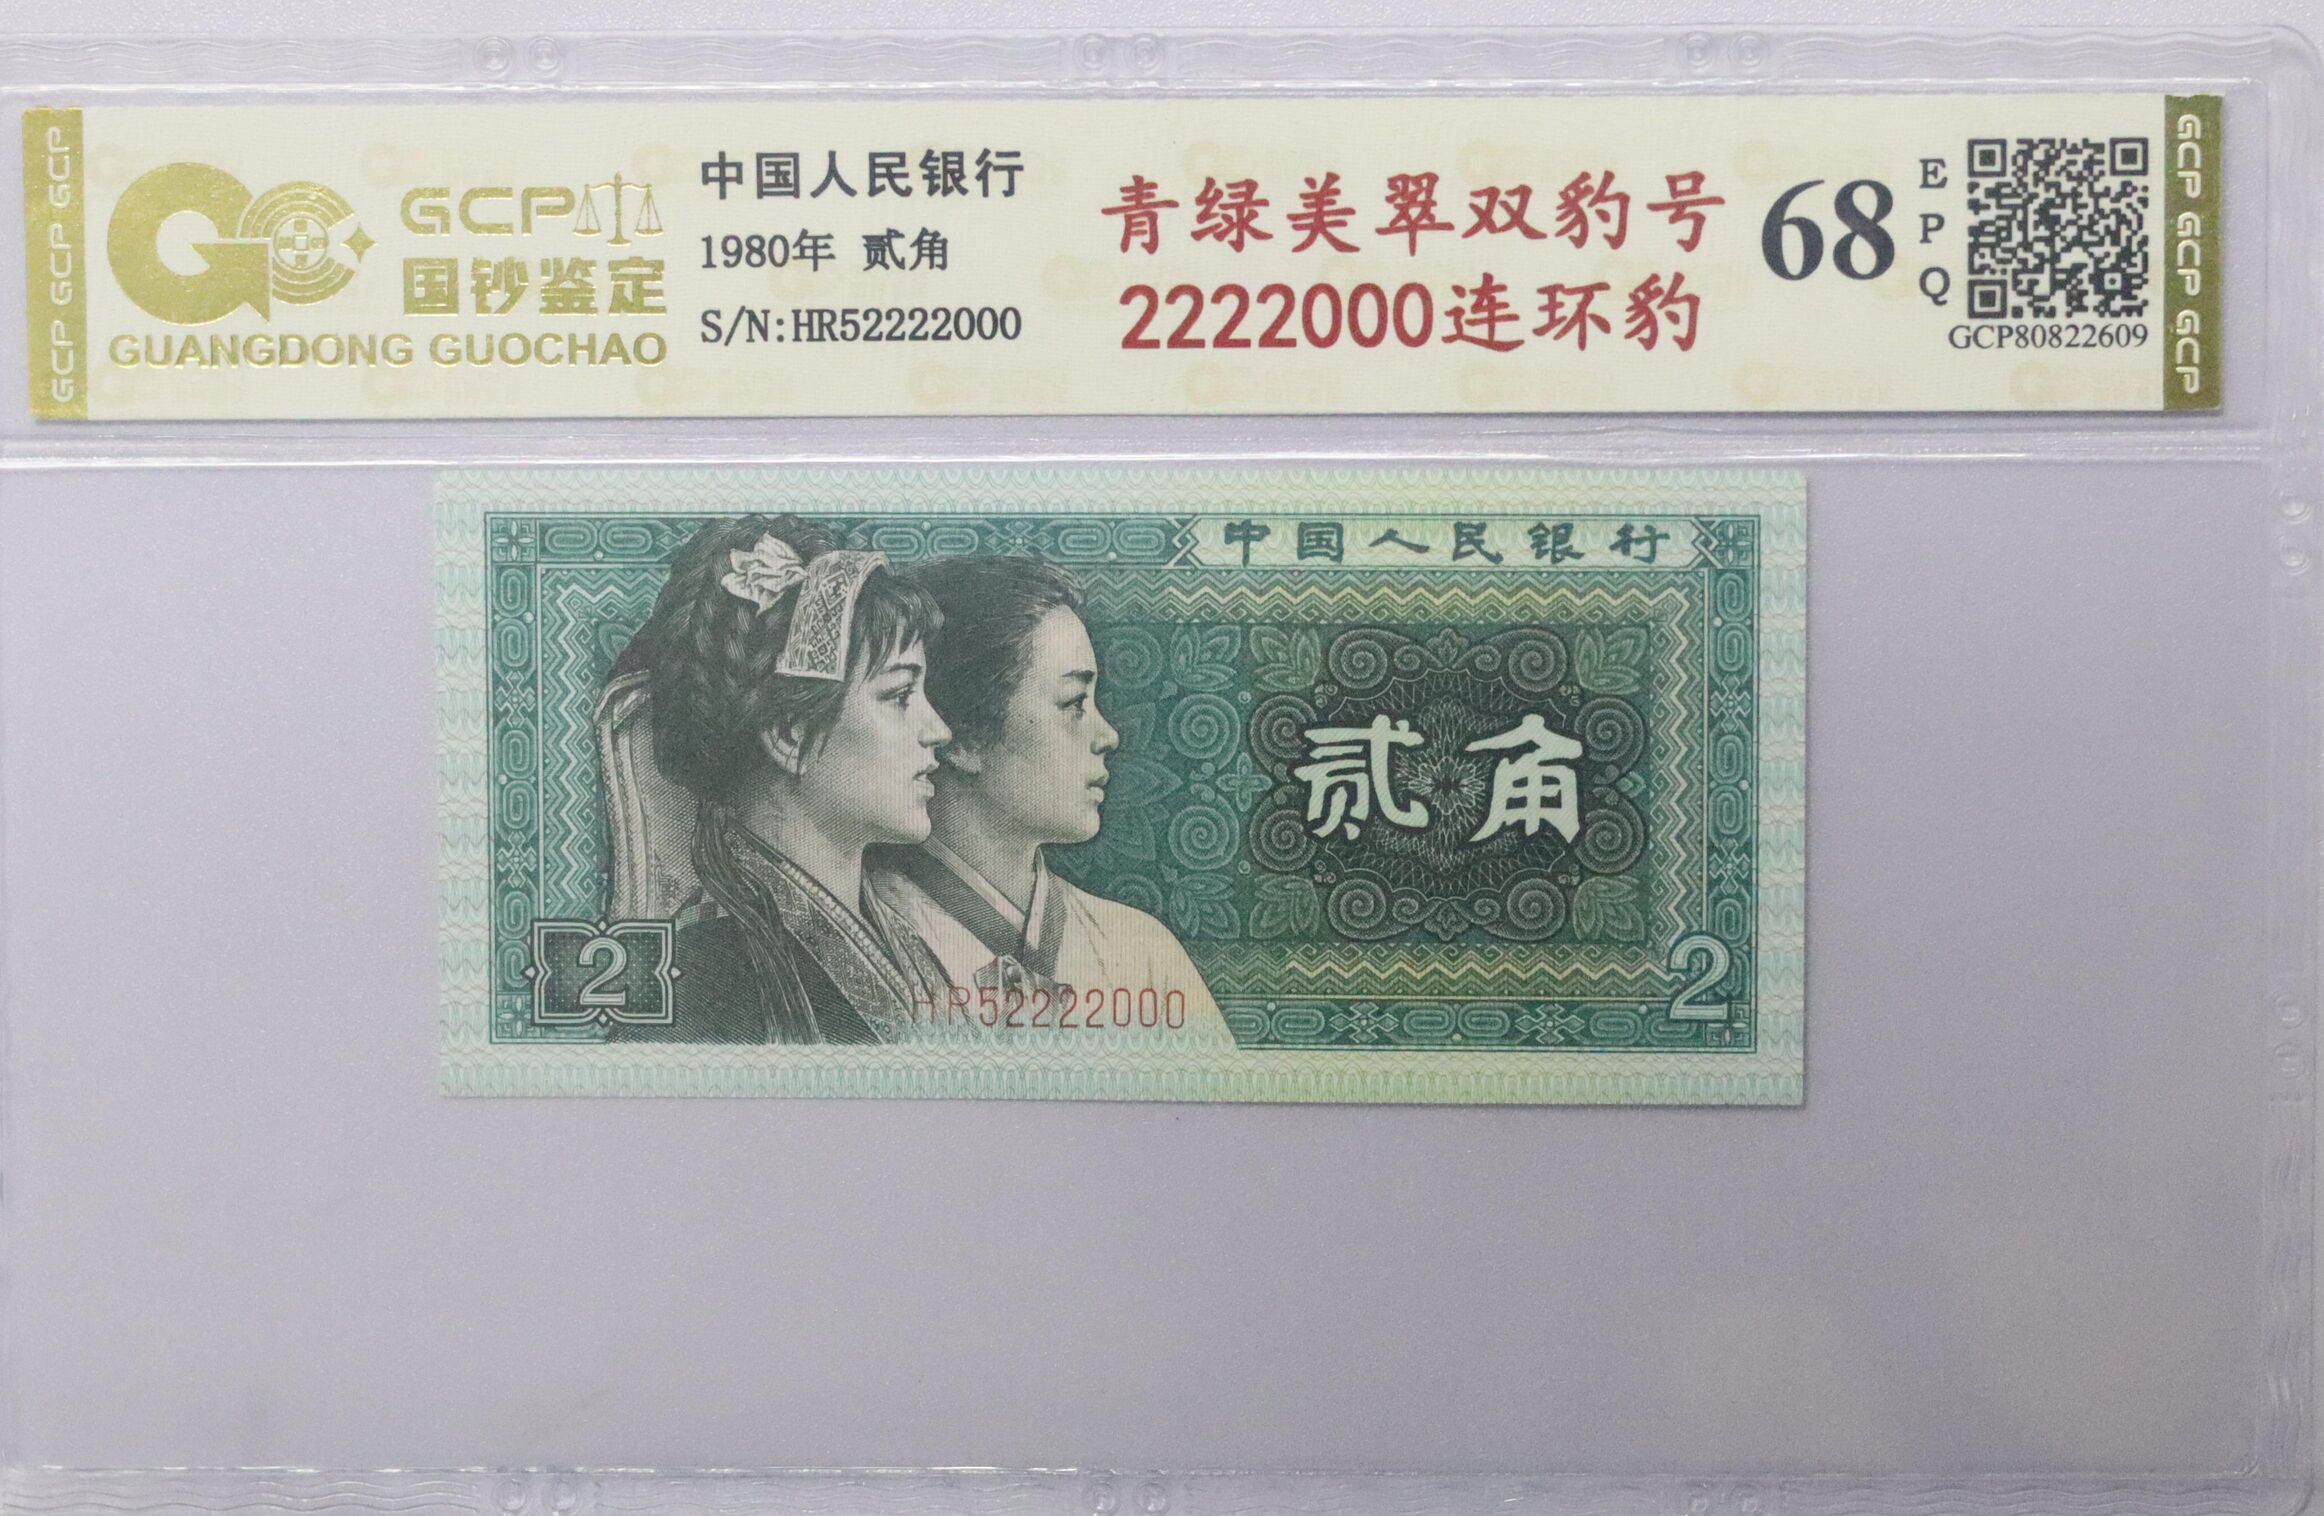 GCP GCP GCP
GCP
国钞鉴定
GUANGDONG GUOCHAO
中国人民银行
1980年 贰角
S/N:HR52222000
青绿美翠双豹号
2222000连环豹
68
EPQ
GCP80822609
GCP GCP GCP
中国人民银行
贰角
2
HR52222000
2